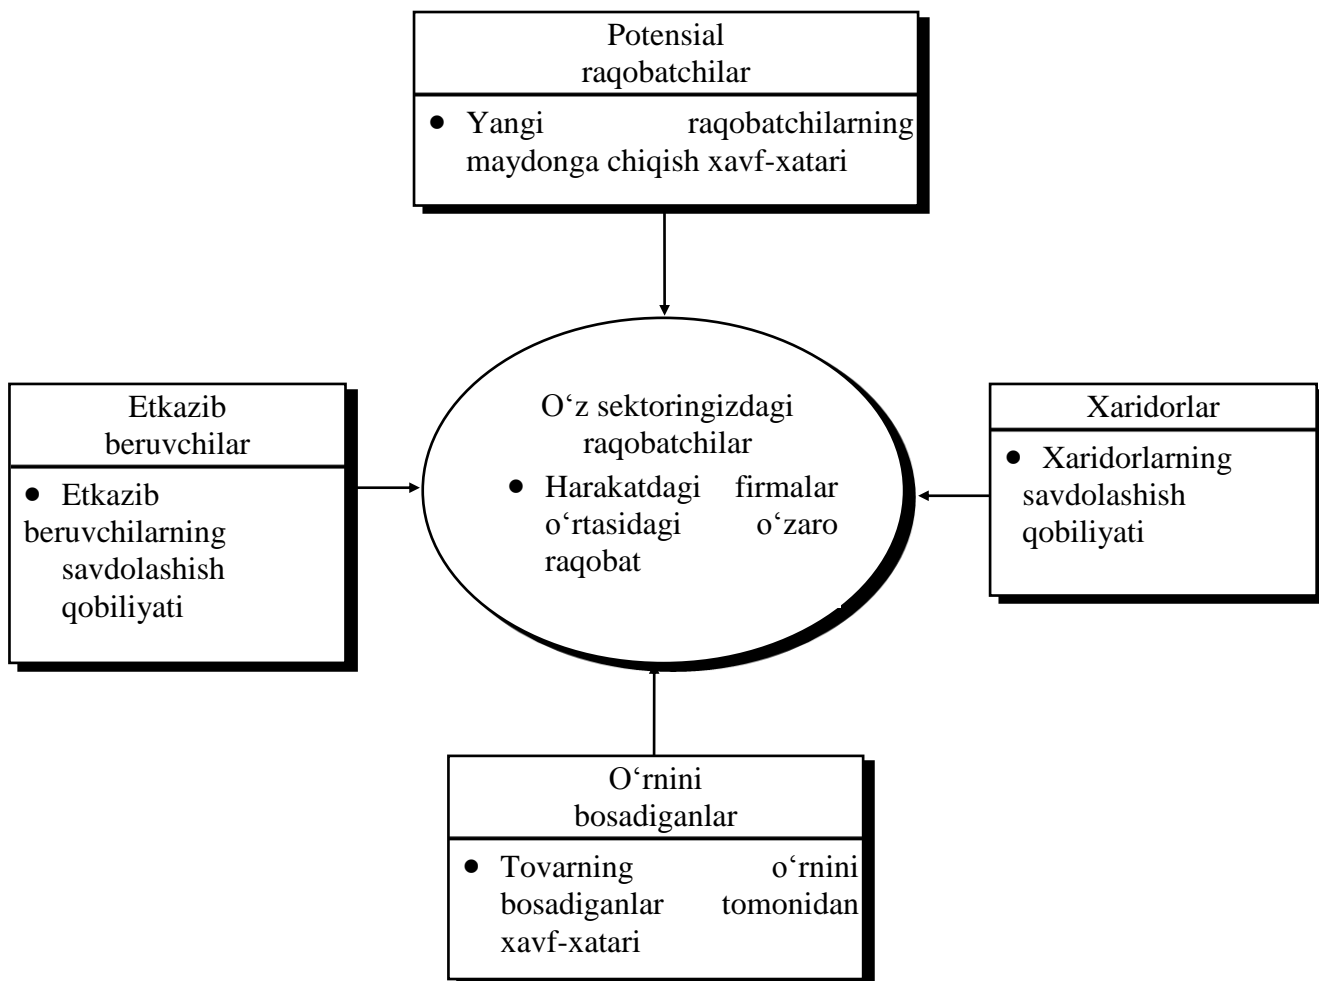 Potensial
raqobatchilar
● Yangi raqobatchilarning
maydonga chiqish xavf-xatari
Etkazib
beruvchilar
● Etkazib
beruvchilarning
savdolashish
qobiliyati
O‘z sektoringizdagi
raqobatchilar
● Harakatdagi firmalar
o‘rtasidagi o‘zaro
raqobat
Xaridorlar
● Xaridorlarning
savdolashish
qobiliyati
O‘rnini
bosadiganlar
● Tovarning o‘rnini
bosadiganlar tomonidan
xavf-xatari